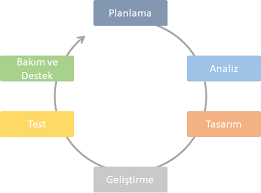 Planlama
Analiz
Tasarım
Geliştirme
Test
Bakım ve
Destek